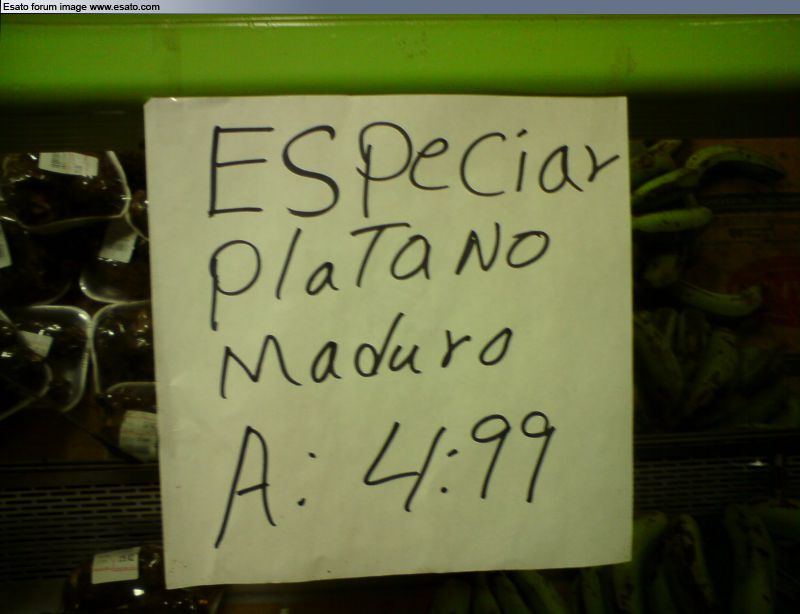 Esato forum image www.esato.com
ESPeCiar
PlaTaNO
Maduro
A: 4:99